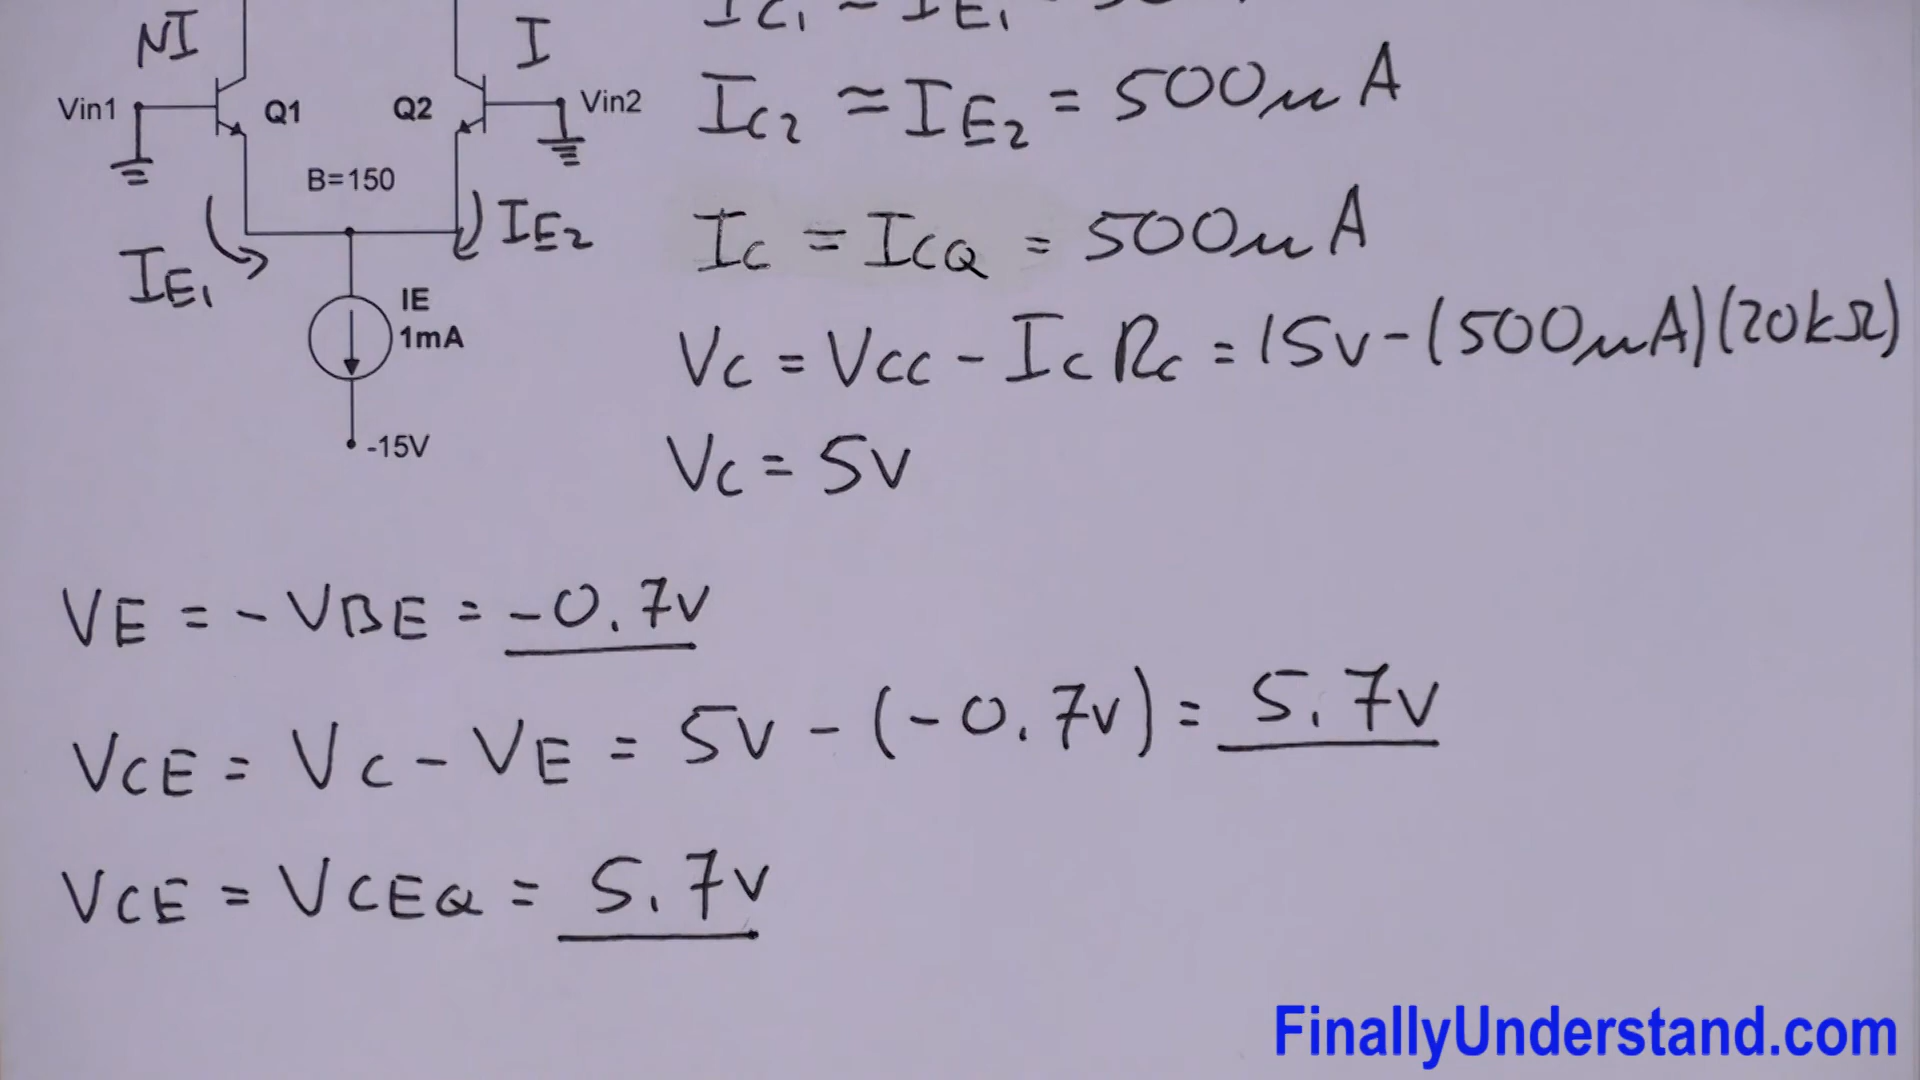 NI
I
Vin1
Q1
Q2
Vin2
B=150
IE1
IE2
IE
1mA
-15V
IC2 ≈ IE2 = 500μA
IC = ICQ = 500μA
VC = VCC - IC RC = 15V - (500μA)(20kΩ)
VC = 5V
VE = - VBE = -0.7V
VCE = VC - VE = 5V - (-0.7V) = 5.7V
VCE = VCEQ = 5.7V
FinallyUnderstand.com